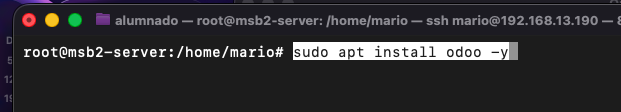 alumnado — root@msb2-server: /home/mario — ssh mario@192.168.13.190 — 8
root@msb2-server:/home/mario# sudo apt install odoo -y